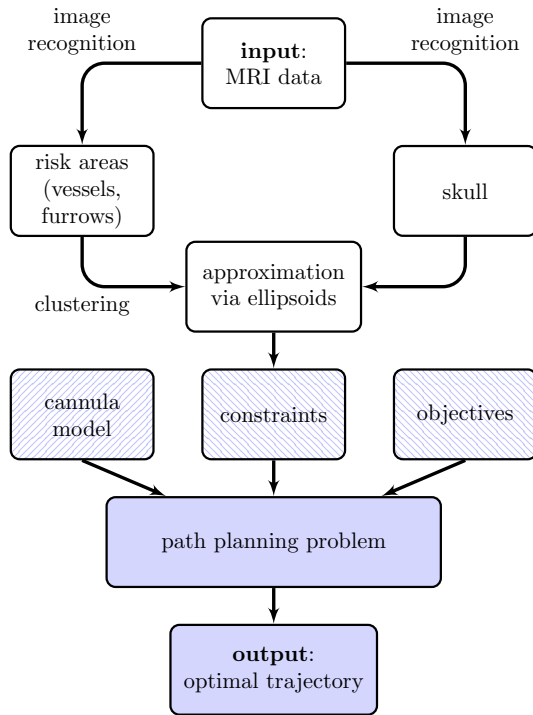 image
recognition
image
recognition
input:
MRI data
risk areas
(vessels,
furrows)
skull
approximation
via ellipsoids
clustering
cannula
model
constraints
objectives
path planning problem
output:
optimal trajectory